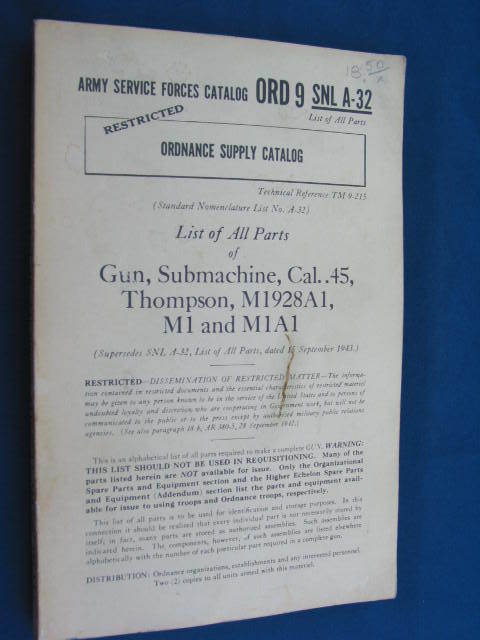 18.50
ARMY SERVICE FORCES CATALOG ORD 9 SNL A-32
List of All Parts
RESTRICTED
ORDNANCE SUPPLY CATALOG
Technical Reference TM 9-215
(Standard Nomenclature List No. A-32)
List of All Parts
of
Gun, Submachine, Cal..45,
Thompson, M1928A1,
M1 and M1A1
(Supersedes SNL A-32, List of All Parts, dated 15 September 1943.)
RESTRICTED—DISSEMINATION OF RESTRICTED MATTER—The informa-
tion contained in restricted documents and the essential characteristics of restricted material
may be given to any person known to be in the service of the United States and to persons of
undoubted loyalty and discretion who are cooperating in Government work, but will not be
communicated to the public or to the press except by authorized military public relations
agencies. (See also paragraph 18 b, AR 380-5, 28 September 1942.)
This is an alphabetical list of all parts required to make a complete GUN. WARNING:
THIS LIST SHOULD NOT BE USED IN REQUISITIONING. Many of the
parts listed herein are NOT available for issue. Only the Organizational
Spare Parts and Equipment section and the Higher Echelon Spare Parts
and Equipment (Addendum) section list the parts and equipment avail-
able for issue to using troops and Ordnance troops, respectively.
This list of all parts is to be used for identification and storage purposes. In this
connection it should be realized that every individual part is not necessarily stored by
itself; in fact, many parts are stored as authorized assemblies. Such assemblies are
indicated herein. The components, however, of such assemblies are listed elsewhere
alphabetically with the number of each particular part required in a complete gun.
DISTRIBUTION: Ordnance organizations, establishments and any interested personnel.
Two (2) copies to all units armed with this materiel.